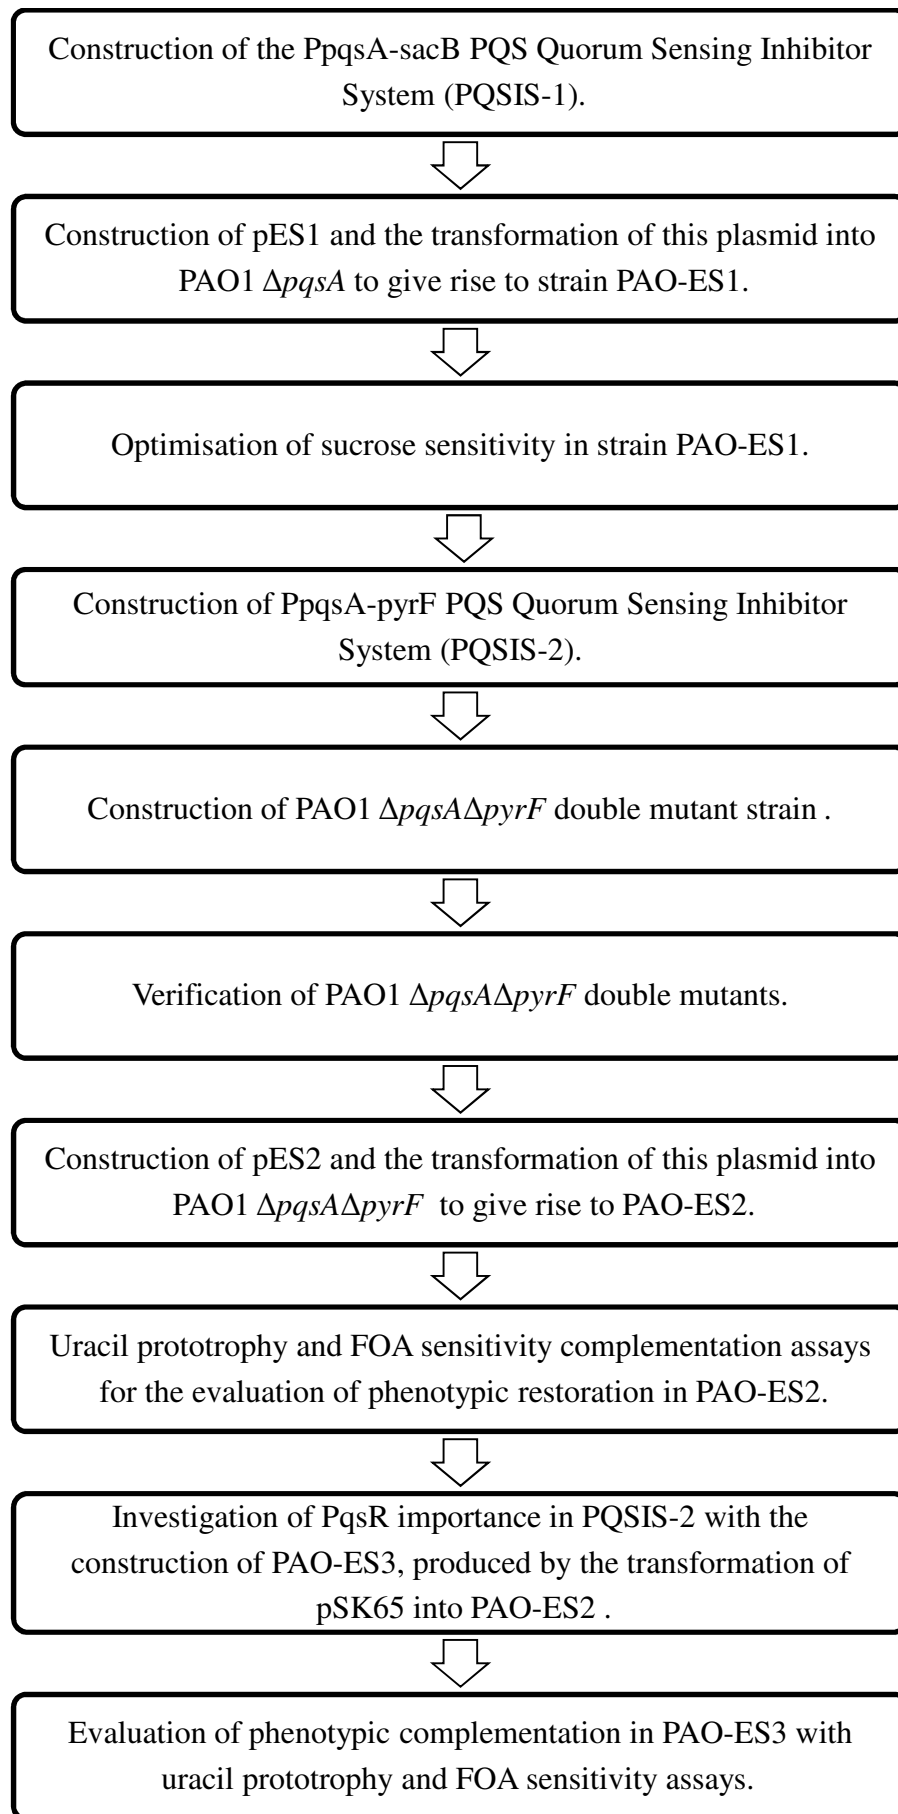 Construction of the PpqsA-sacB PQS Quorum Sensing Inhibitor
System (PQSIS-1).
Construction of pES1 and the transformation of this plasmid into
PAO1 ΔpqsA to give rise to strain PAO-ES1.
Optimisation of sucrose sensitivity in strain PAO-ES1.
Construction of PpqsA-pyrF PQS Quorum Sensing Inhibitor
System (PQSIS-2).
Construction of PAO1 ΔpqsAΔpyrF double mutant strain .
Verification of PAO1 ΔpqsAΔpyrF double mutants.
Construction of pES2 and the transformation of this plasmid into
PAO1 ΔpqsAΔpyrF to give rise to PAO-ES2.
Uracil prototrophy and FOA sensitivity complementation assays
for the evaluation of phenotypic restoration in PAO-ES2.
Investigation of PqsR importance in PQSIS-2 with the
construction of PAO-ES3, produced by the transformation of
pSK65 into PAO-ES2 .
Evaluation of phenotypic complementation in PAO-ES3 with
uracil prototrophy and FOA sensitivity assays.